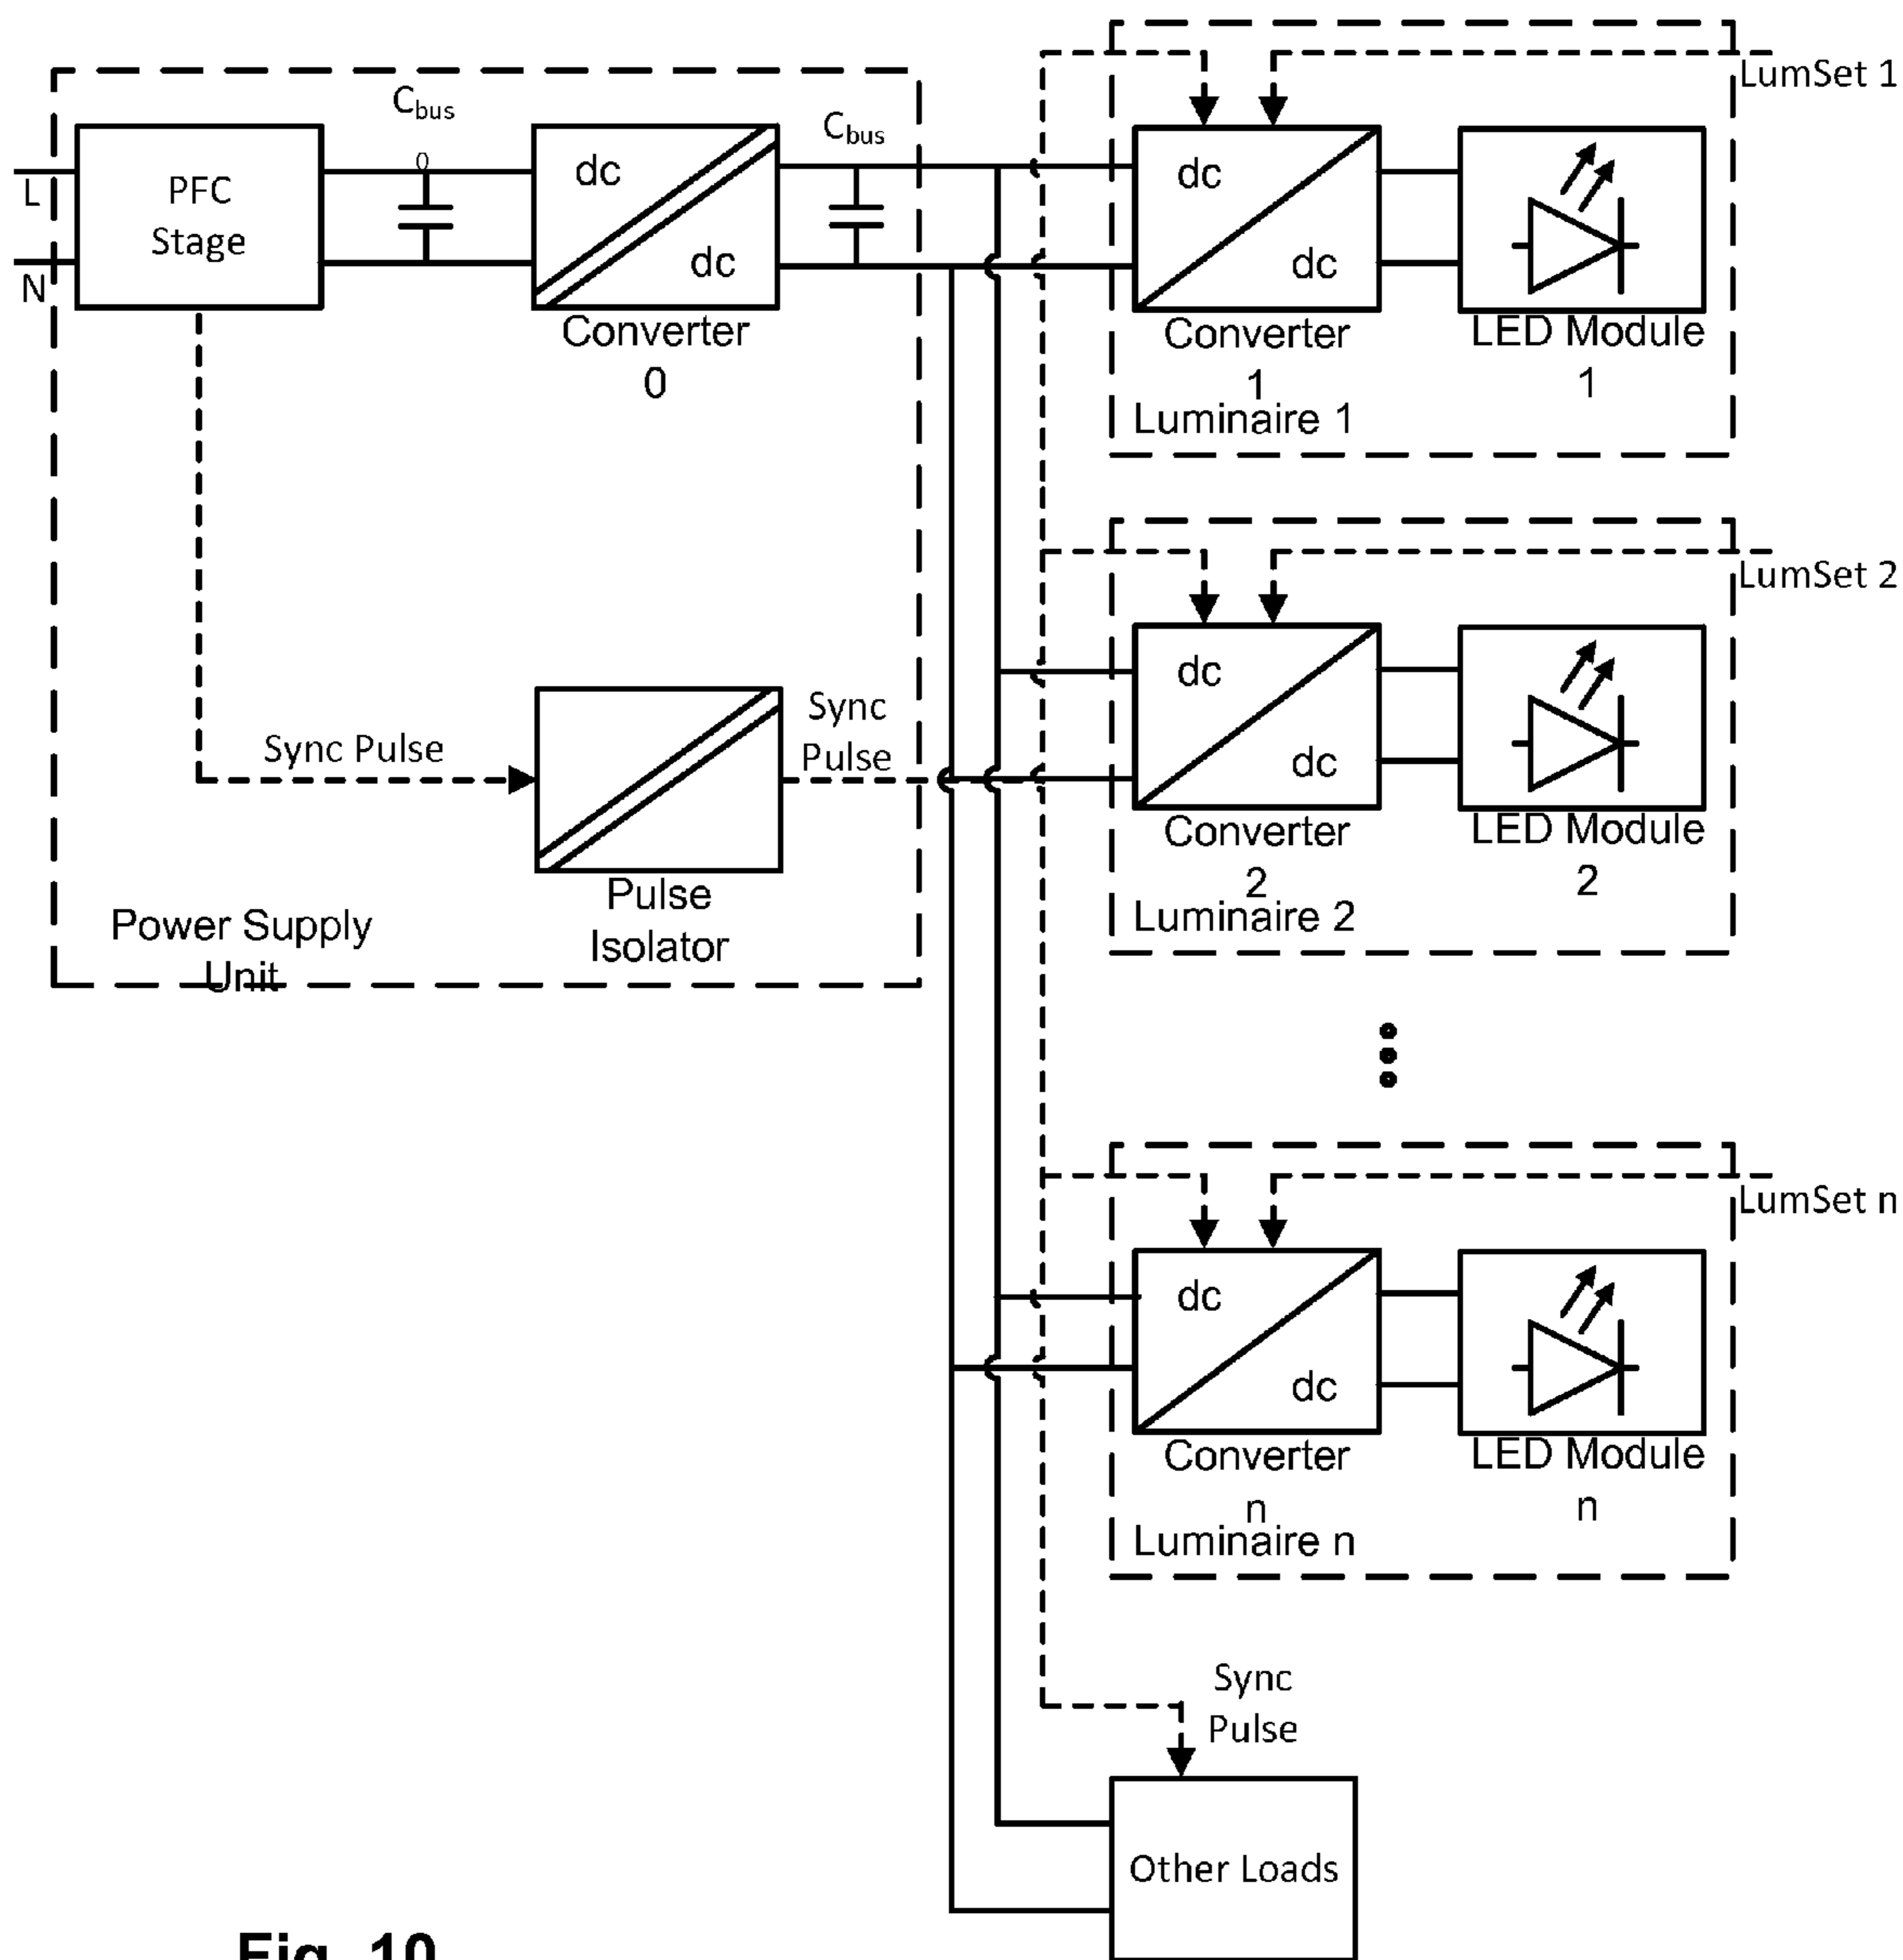 LumSet 1
C_bus
0
C_bus
L
N
PFC
Stage
dc
dc
Converter
0
dc
dc
Converter
1
LED Module
1
Luminaire 1
LumSet 2
Sync Pulse
Sync
Pulse
Pulse
Isolator
Power Supply
Unit
dc
dc
Converter
2
LED Module
2
Luminaire 2
LumSet n
dc
dc
Converter
n
LED Module
n
Luminaire n
Sync
Pulse
Other Loads
Fig. 10